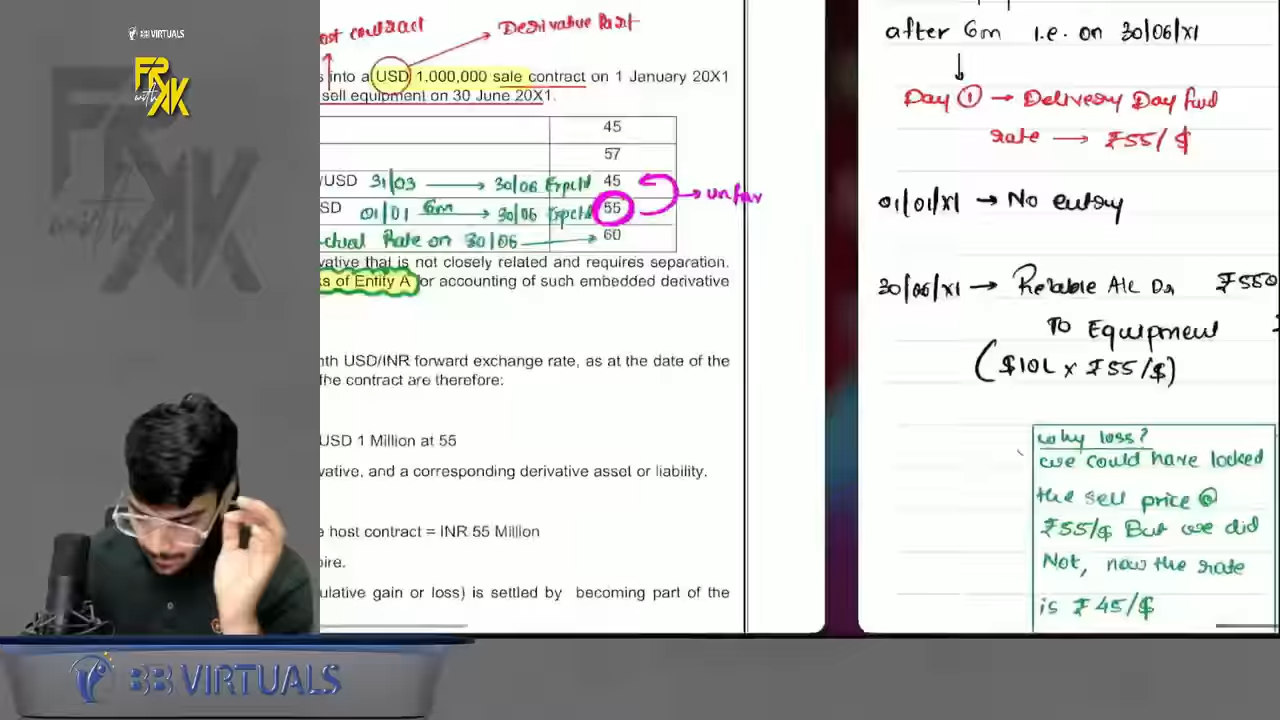 BB VIRTUALS
FR
with
AK
FR
with
AK
contract
Derivative Part
s into a USD 1,000,000 sale contract on 1 January 20X1
sell equipment on 30 June 20X1.
45
57
/USD 31/03 → 30/06 Expctd 45
SD 01/01 6m → 30/06 Expctd 55
→ unfav
Rate on 30/06 → 60
vative that is not closely related and requires separation.
ks of Entity A for accounting of such embedded derivative
nth USD/INR forward exchange rate, as at the date of the
the contract are therefore:
USD 1 Million at 55
vative, and a corresponding derivative asset or liability.
e host contract = INR 55 Million
oire.
ulative gain or loss) is settled by becoming part of the
after 6m i.e. on 30/06/X1
↓
Day ① → Delivery Day fwd
rate → ₹55/$
01/01/X1 → No entry
30/06/X1 → A/c Dr ₹550
To Equipment
($10L x ₹55/$)
why loss?
we could have locked
the sell price @
₹55/$ But we did
Not, now the rate
is ₹45/$
BB VIRTUALS